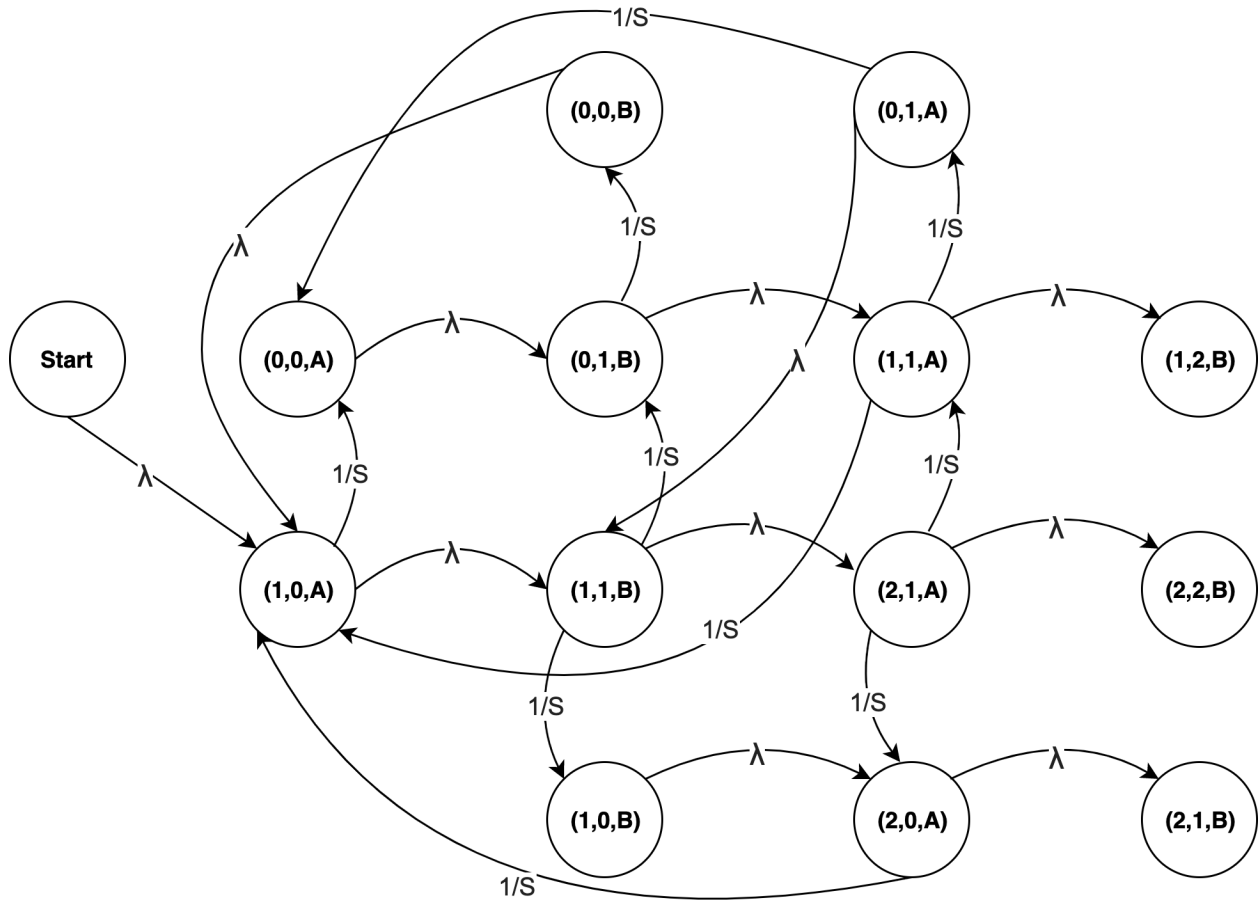 1/S
(0,0,B)
(0,1,A)
1/S
1/S
λ
λ
λ
λ
Start
(0,0,A)
(0,1,B)
λ
(1,1,A)
(1,2,B)
λ
1/S
1/S
1/S
λ
λ
λ
(1,0,A)
(1,1,B)
(2,1,A)
(2,2,B)
1/S
1/S
1/S
λ
λ
(1,0,B)
(2,0,A)
(2,1,B)
1/S